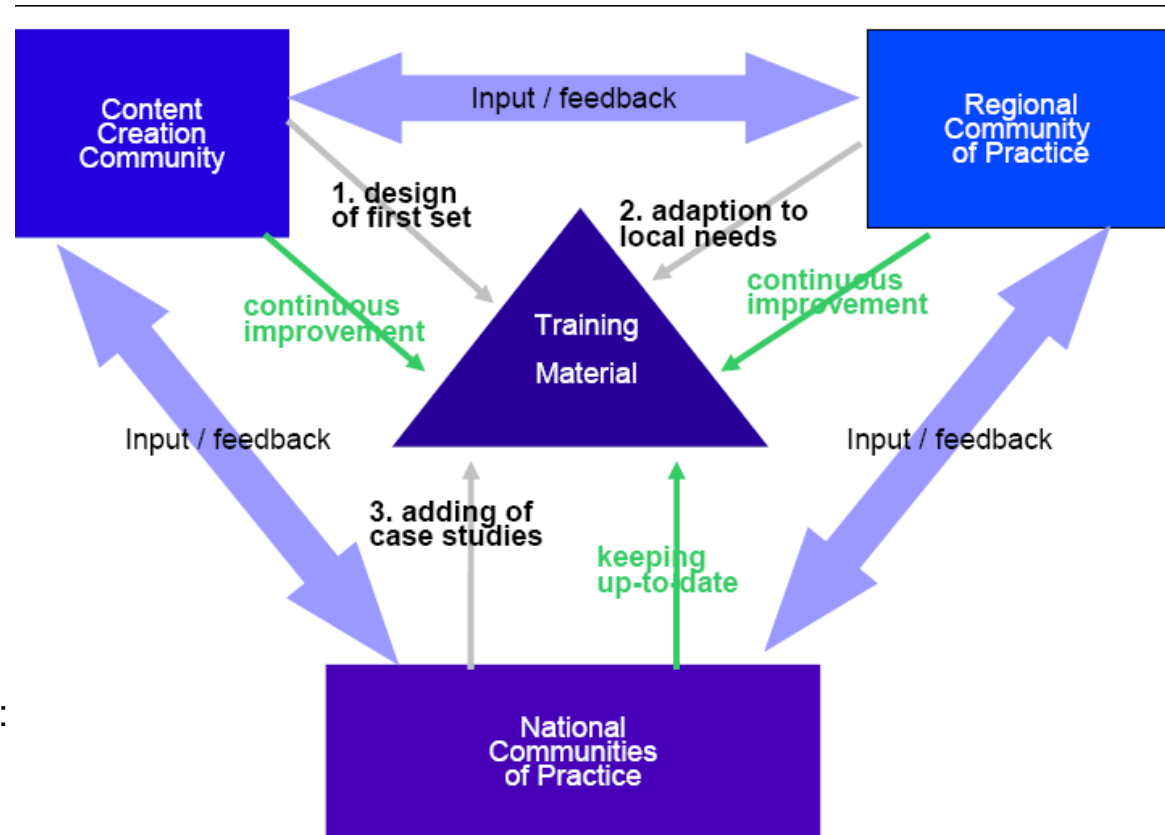 Content
Creation
Community
Input / feedback
Regional
Community
of Practice
1. design
of first set
2. adaption to
local needs
continuous
improvement
continuous
improvement
Training
Material
Input / feedback
Input / feedback
3. adding of
case studies
keeping
up-to-date
:
National
Communities
of Practice